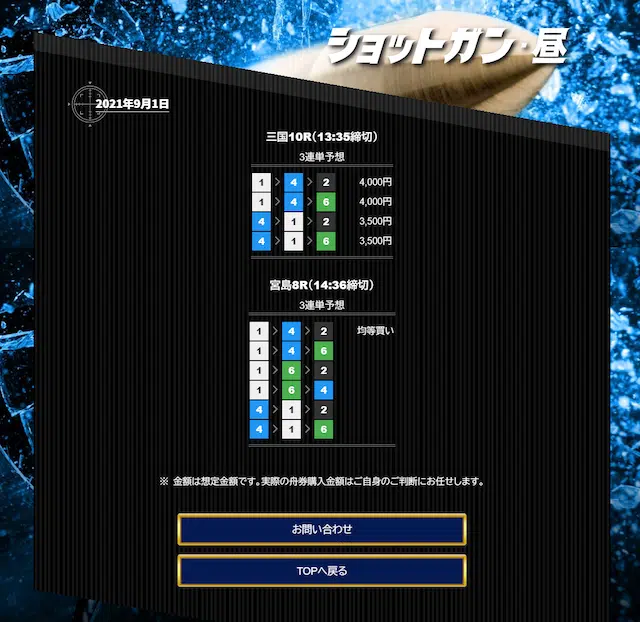 ショットガン・昼
2021年9月1日
三国10R(13:35締切)
3連単予想
1 > 4 > 2 4,000円
1 > 4 > 6 4,000円
4 > 1 > 2 3,500円
4 > 1 > 6 3,500円
宮島8R(14:36締切)
3連単予想
1 > 4 > 2 均等買い
1 > 4 > 6
1 > 6 > 2
1 > 6 > 4
4 > 1 > 2
4 > 1 > 6
※ 金額は想定金額です。実際の舟券購入金額はご自身のご判断にお任せします。
お問い合わせ
TOPへ戻る